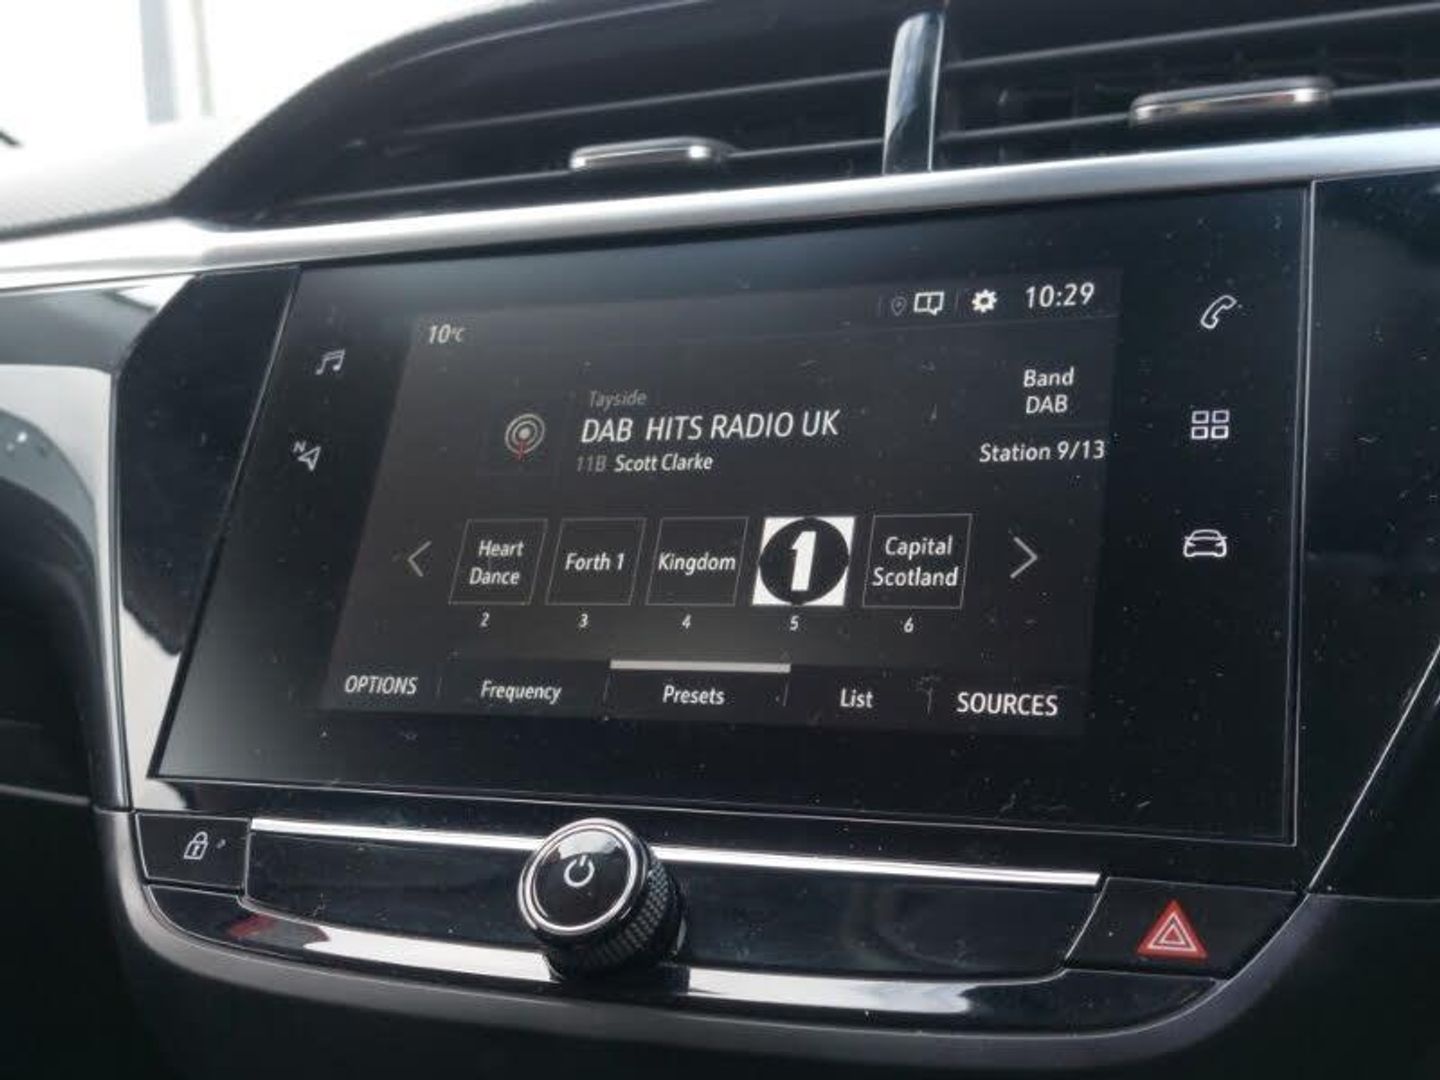 10°C
10:29
Tayside
DAB HITS RADIO UK
11B Scott Clarke
Band
DAB
Station 9/13
Heart
Dance
Forth 1
Kingdom
1
Capital
Scotland
2 3 4 5 6
OPTIONS Frequency Presets List SOURCES
N